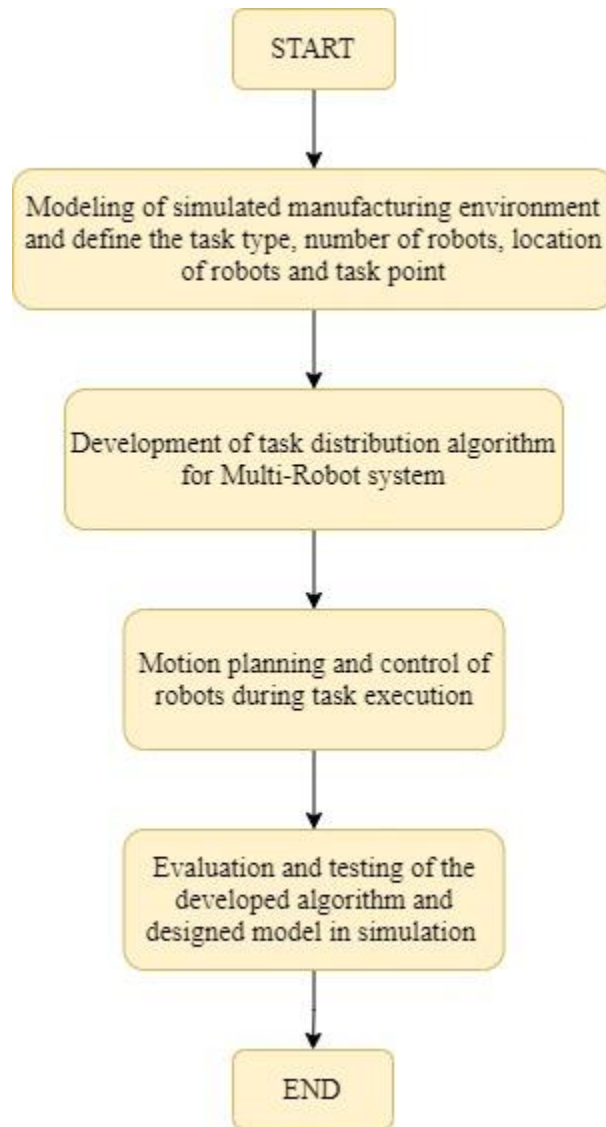 START
Modeling of simulated manufacturing environment
and define the task type, number of robots, location
of robots and task point
Development of task distribution algorithm
for Multi-Robot system
Motion planning and control of
robots during task execution
Evaluation and testing of the
developed algorithm and
designed model in simulation
END